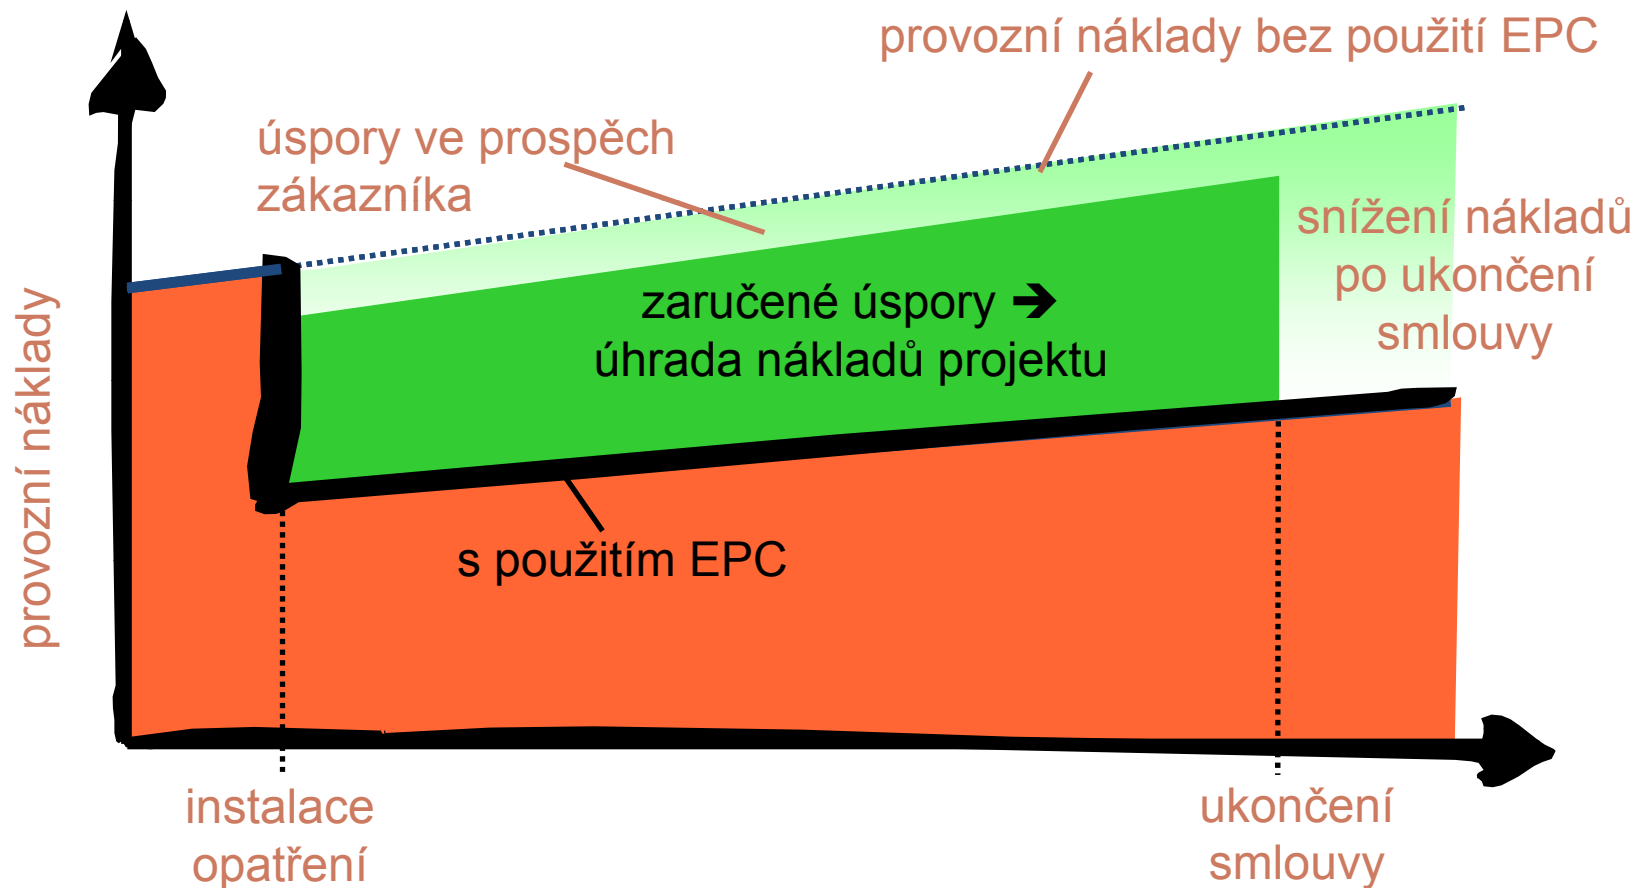 provozní náklady bez použití EPC
úspory ve prospěch
zákazníka
snížení nákladů
po ukončení
smlouvy
zaručené úspory ➔
úhrada nákladů projektu
provozní náklady
s použitím EPC
instalace
opatření
ukončení
smlouvy